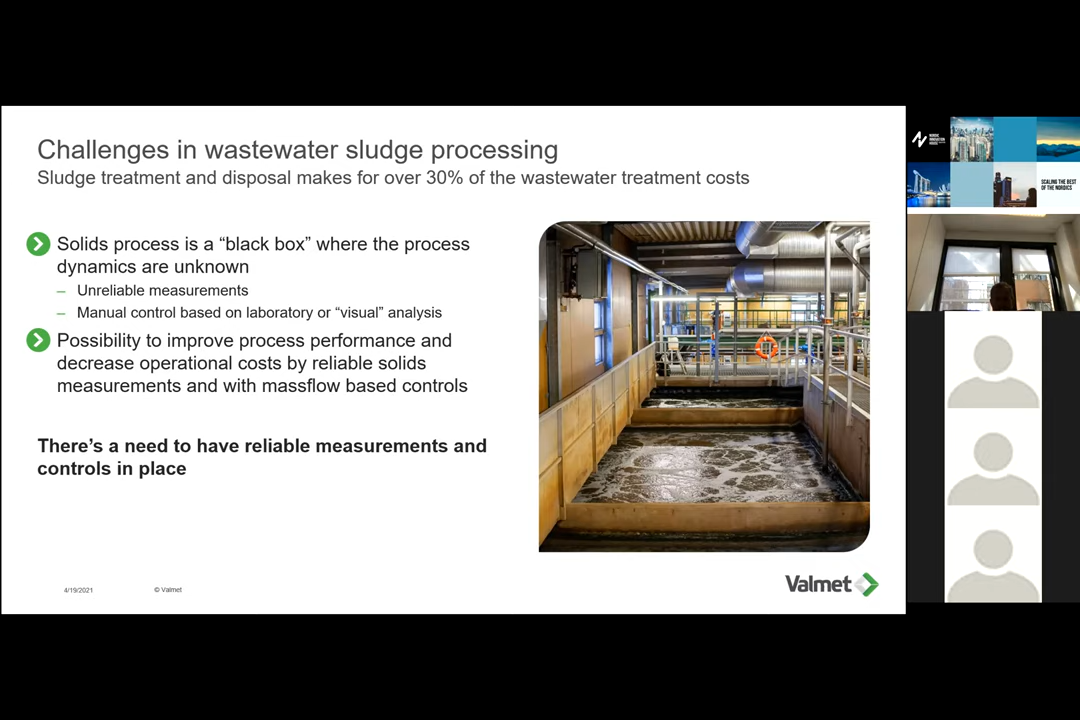 Challenges in wastewater sludge processing
Sludge treatment and disposal makes for over 30% of the wastewater treatment costs
Solids process is a “black box” where the process
dynamics are unknown
– Unreliable measurements
– Manual control based on laboratory or “visual” analysis
Possibility to improve process performance and
decrease operational costs by reliable solids
measurements and with massflow based controls
There’s a need to have reliable measurements and
controls in place
4/19/2021
© Valmet
Valmet
NORDIC
INNOVATION
HOUSE
SCALING THE BEST
OF THE NORDICS